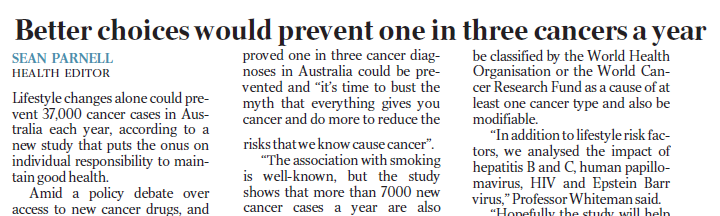 Better choices would prevent one in three cancers a year
SEAN PARNELL
HEALTH EDITOR
Lifestyle changes alone could pre-
vent 37,000 cancer cases in Aus-
tralia each year, according to a
new study that puts the onus on
individual responsibility to main-
tain good health.
Amid a policy debate over
access to new cancer drugs, and
proved one in three cancer diag-
noses in Australia could be pre-
vented and “it’s time to bust the
myth that everything gives you
cancer and do more to reduce the
risks that we know cause cancer”.
“The association with smoking
is well-known, but the study
shows that more than 7000 new
cancer cases a year are also
be classified by the World Health
Organisation or the World Can-
cer Research Fund as a cause of at
least one cancer type and also be
modifiable.
“In addition to lifestyle risk fac-
tors, we analysed the impact of
hepatitis B and C, human papillo-
mavirus, HIV and Epstein Barr
virus,” Professor Whiteman said.
“Hopefully the study will help